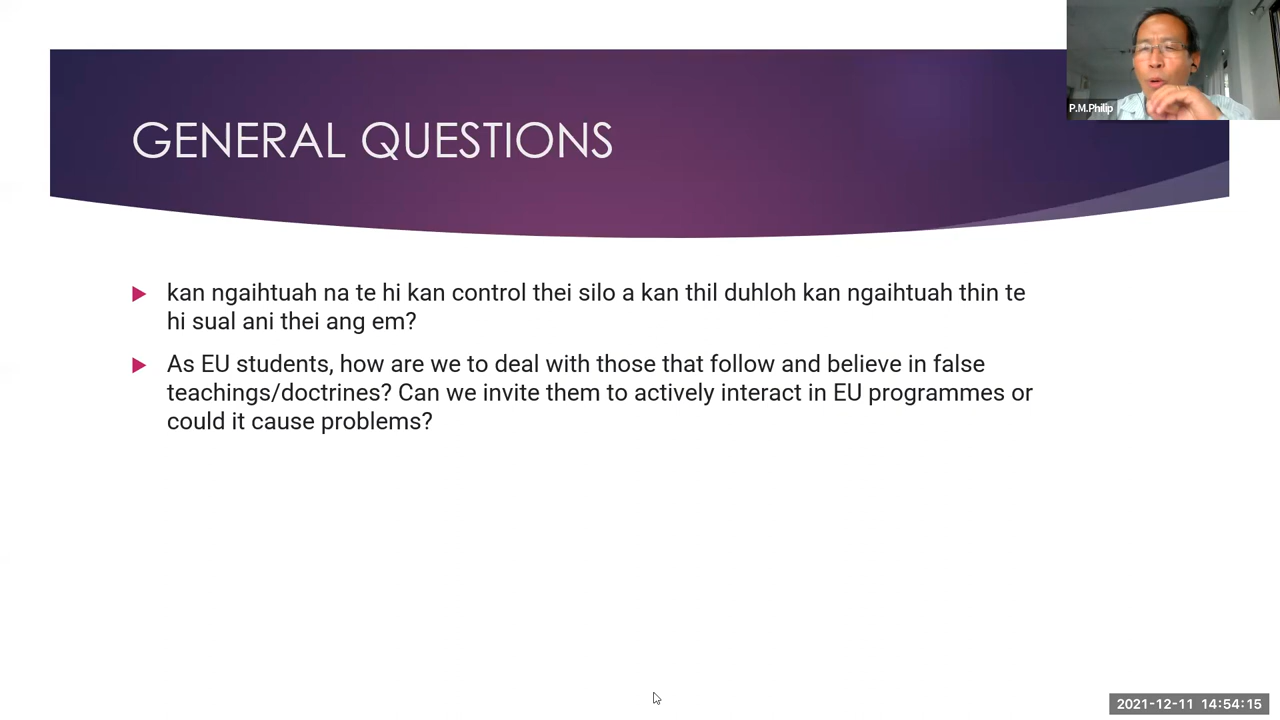 P.M.Philip
GENERAL QUESTIONS
kan ngaihtuah na te hi kan control thei silo a kan thil duhloh kan ngaihtuah thin te
hi sual ani thei ang em?
As EU students, how are we to deal with those that follow and believe in false
teachings/doctrines? Can we invite them to actively interact in EU programmes or
could it cause problems?
2021-12-11 14:54:15